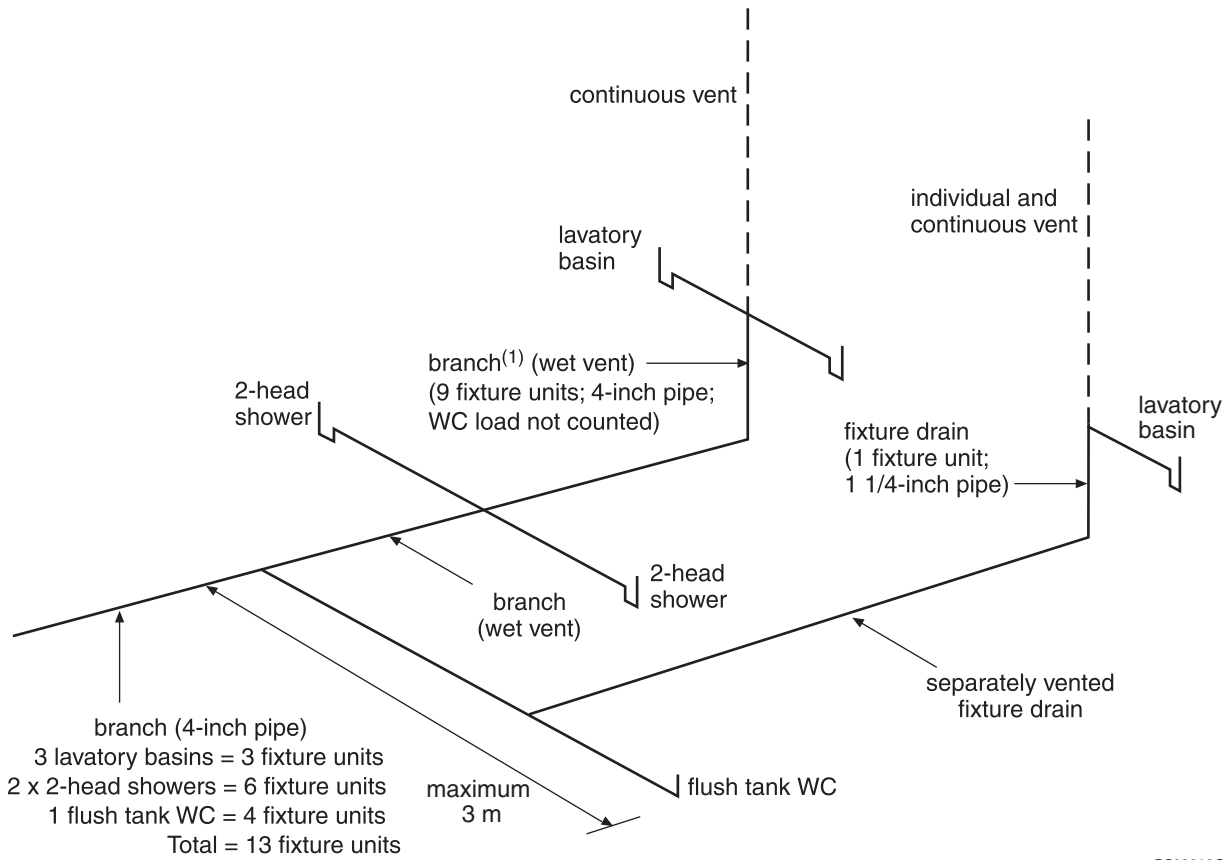 continuous vent
individual and
continuous vent
lavatory
basin
branch(1) (wet vent)
(9 fixture units; 4-inch pipe;
WC load not counted)
2-head
shower
lavatory
basin
fixture drain
(1 fixture unit;
1 1/4-inch pipe)
2-head
shower
branch
(wet vent)
separately vented
fixture drain
branch (4-inch pipe)
3 lavatory basins = 3 fixture units
2 x 2-head showers = 6 fixture units
1 flush tank WC = 4 fixture units
Total = 13 fixture units
maximum
3 m
flush tank WC